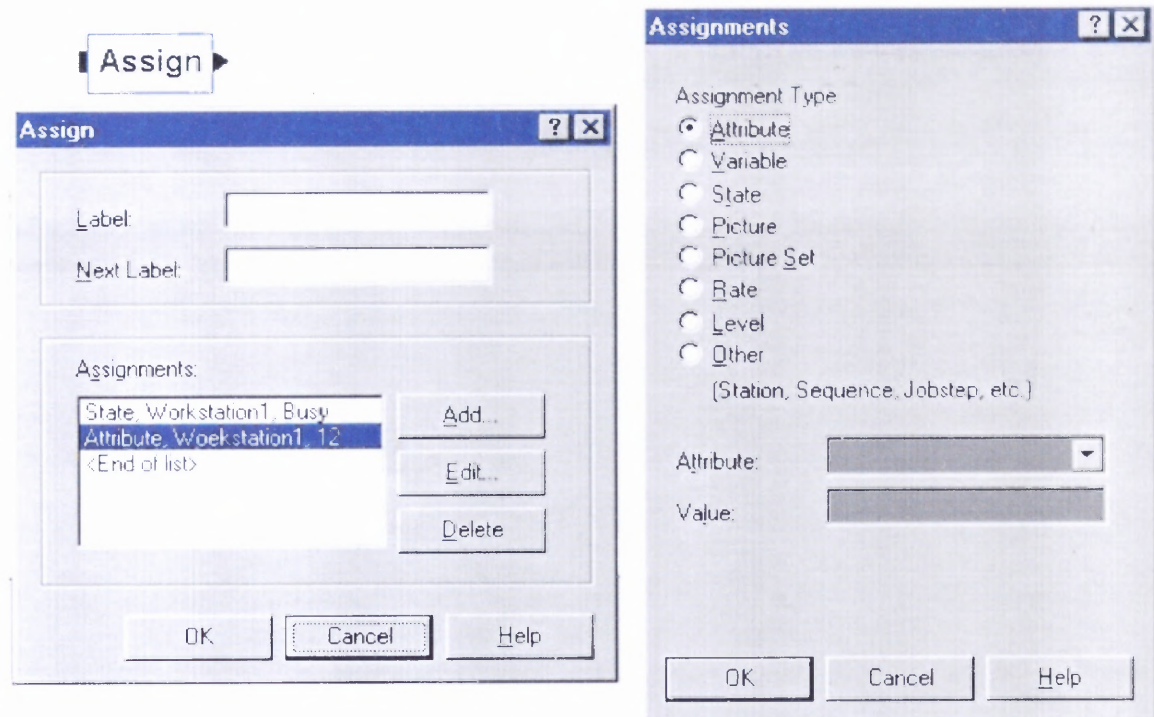 Assign
Assign
Label:
Next Label:
Assignments:
State, Workstation1, Busy
Attribute, Woekstation1, 12
<End of list>
Add...
Edit...
Delete
OK
Cancel
Help
Assignments
Assignment Type
Attribute
Variable
State
Picture
Picture Set
Rate
Level
Other
(Station, Sequence, Jobstep, etc.)
Attribute:
Value:
OK
Cancel
Help